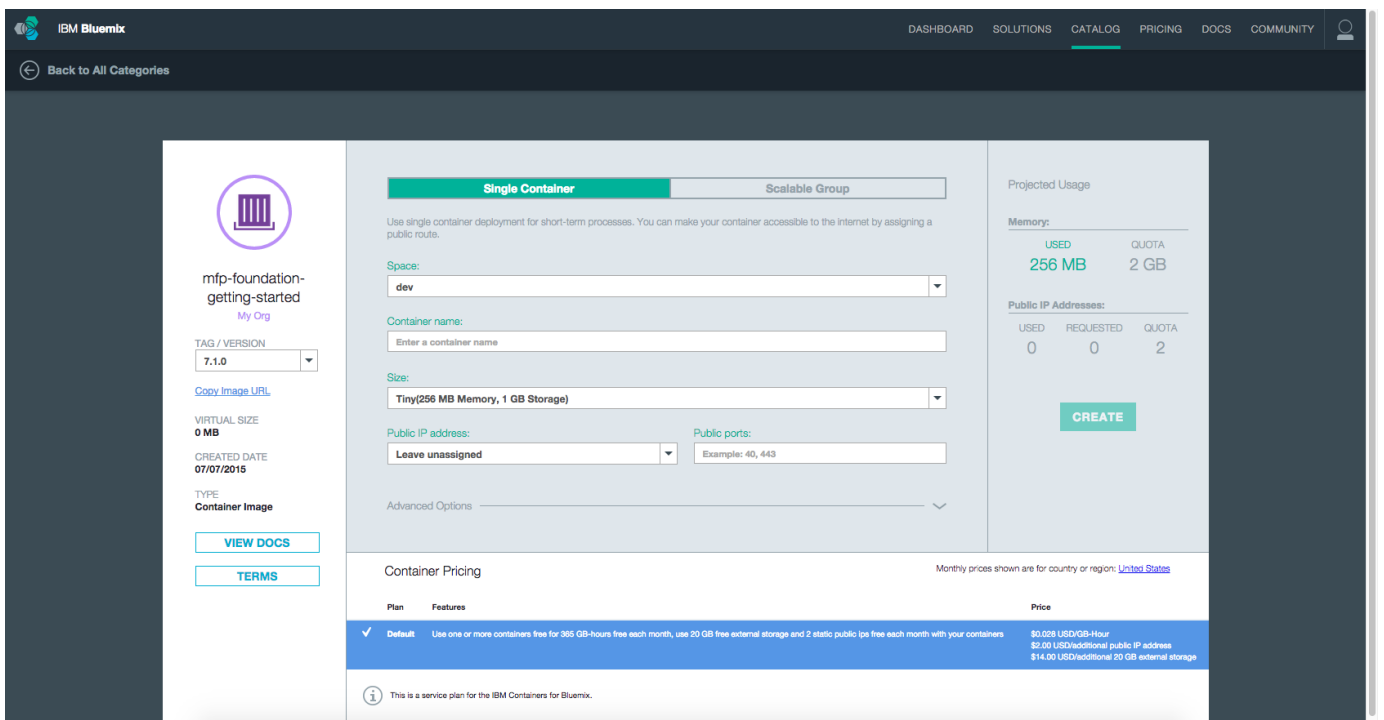 IBM Bluemix
DASHBOARD SOLUTIONS CATALOG PRICING DOCS COMMUNITY
Back to All Categories
mfp-foundation-
getting-started
My Org
TAG / VERSION
7.1.0
Copy Image URL
VIRTUAL SIZE
0 MB
CREATED DATE
07/07/2015
TYPE
Container Image
VIEW DOCS
TERMS
Single Container Scalable Group
Use single container deployment for short-term processes. You can make your container accessible to the internet by assigning a
public route.
Space:
dev
Container name:
Enter a container name
Size:
Tiny(256 MB Memory, 1 GB Storage)
Public IP address: Public ports:
Leave unassigned Example: 40, 443
Advanced Options
Projected Usage
Memory:
USED QUOTA
256 MB 2 GB
Public IP Addresses:
USED REQUESTED QUOTA
0 0 2
CREATE
Container Pricing
Monthly prices shown are for country or region: United States
Plan Features Price
Default Use one or more containers free for 365 GB-hours free each month, use 20 GB free external storage and 2 static public ips free each month with your containers
$0.028 USD/GB-Hour
$2.00 USD/additional public IP address
$14.00 USD/additional 20 GB external storage
This is a service plan for the IBM Containers for Bluemix.